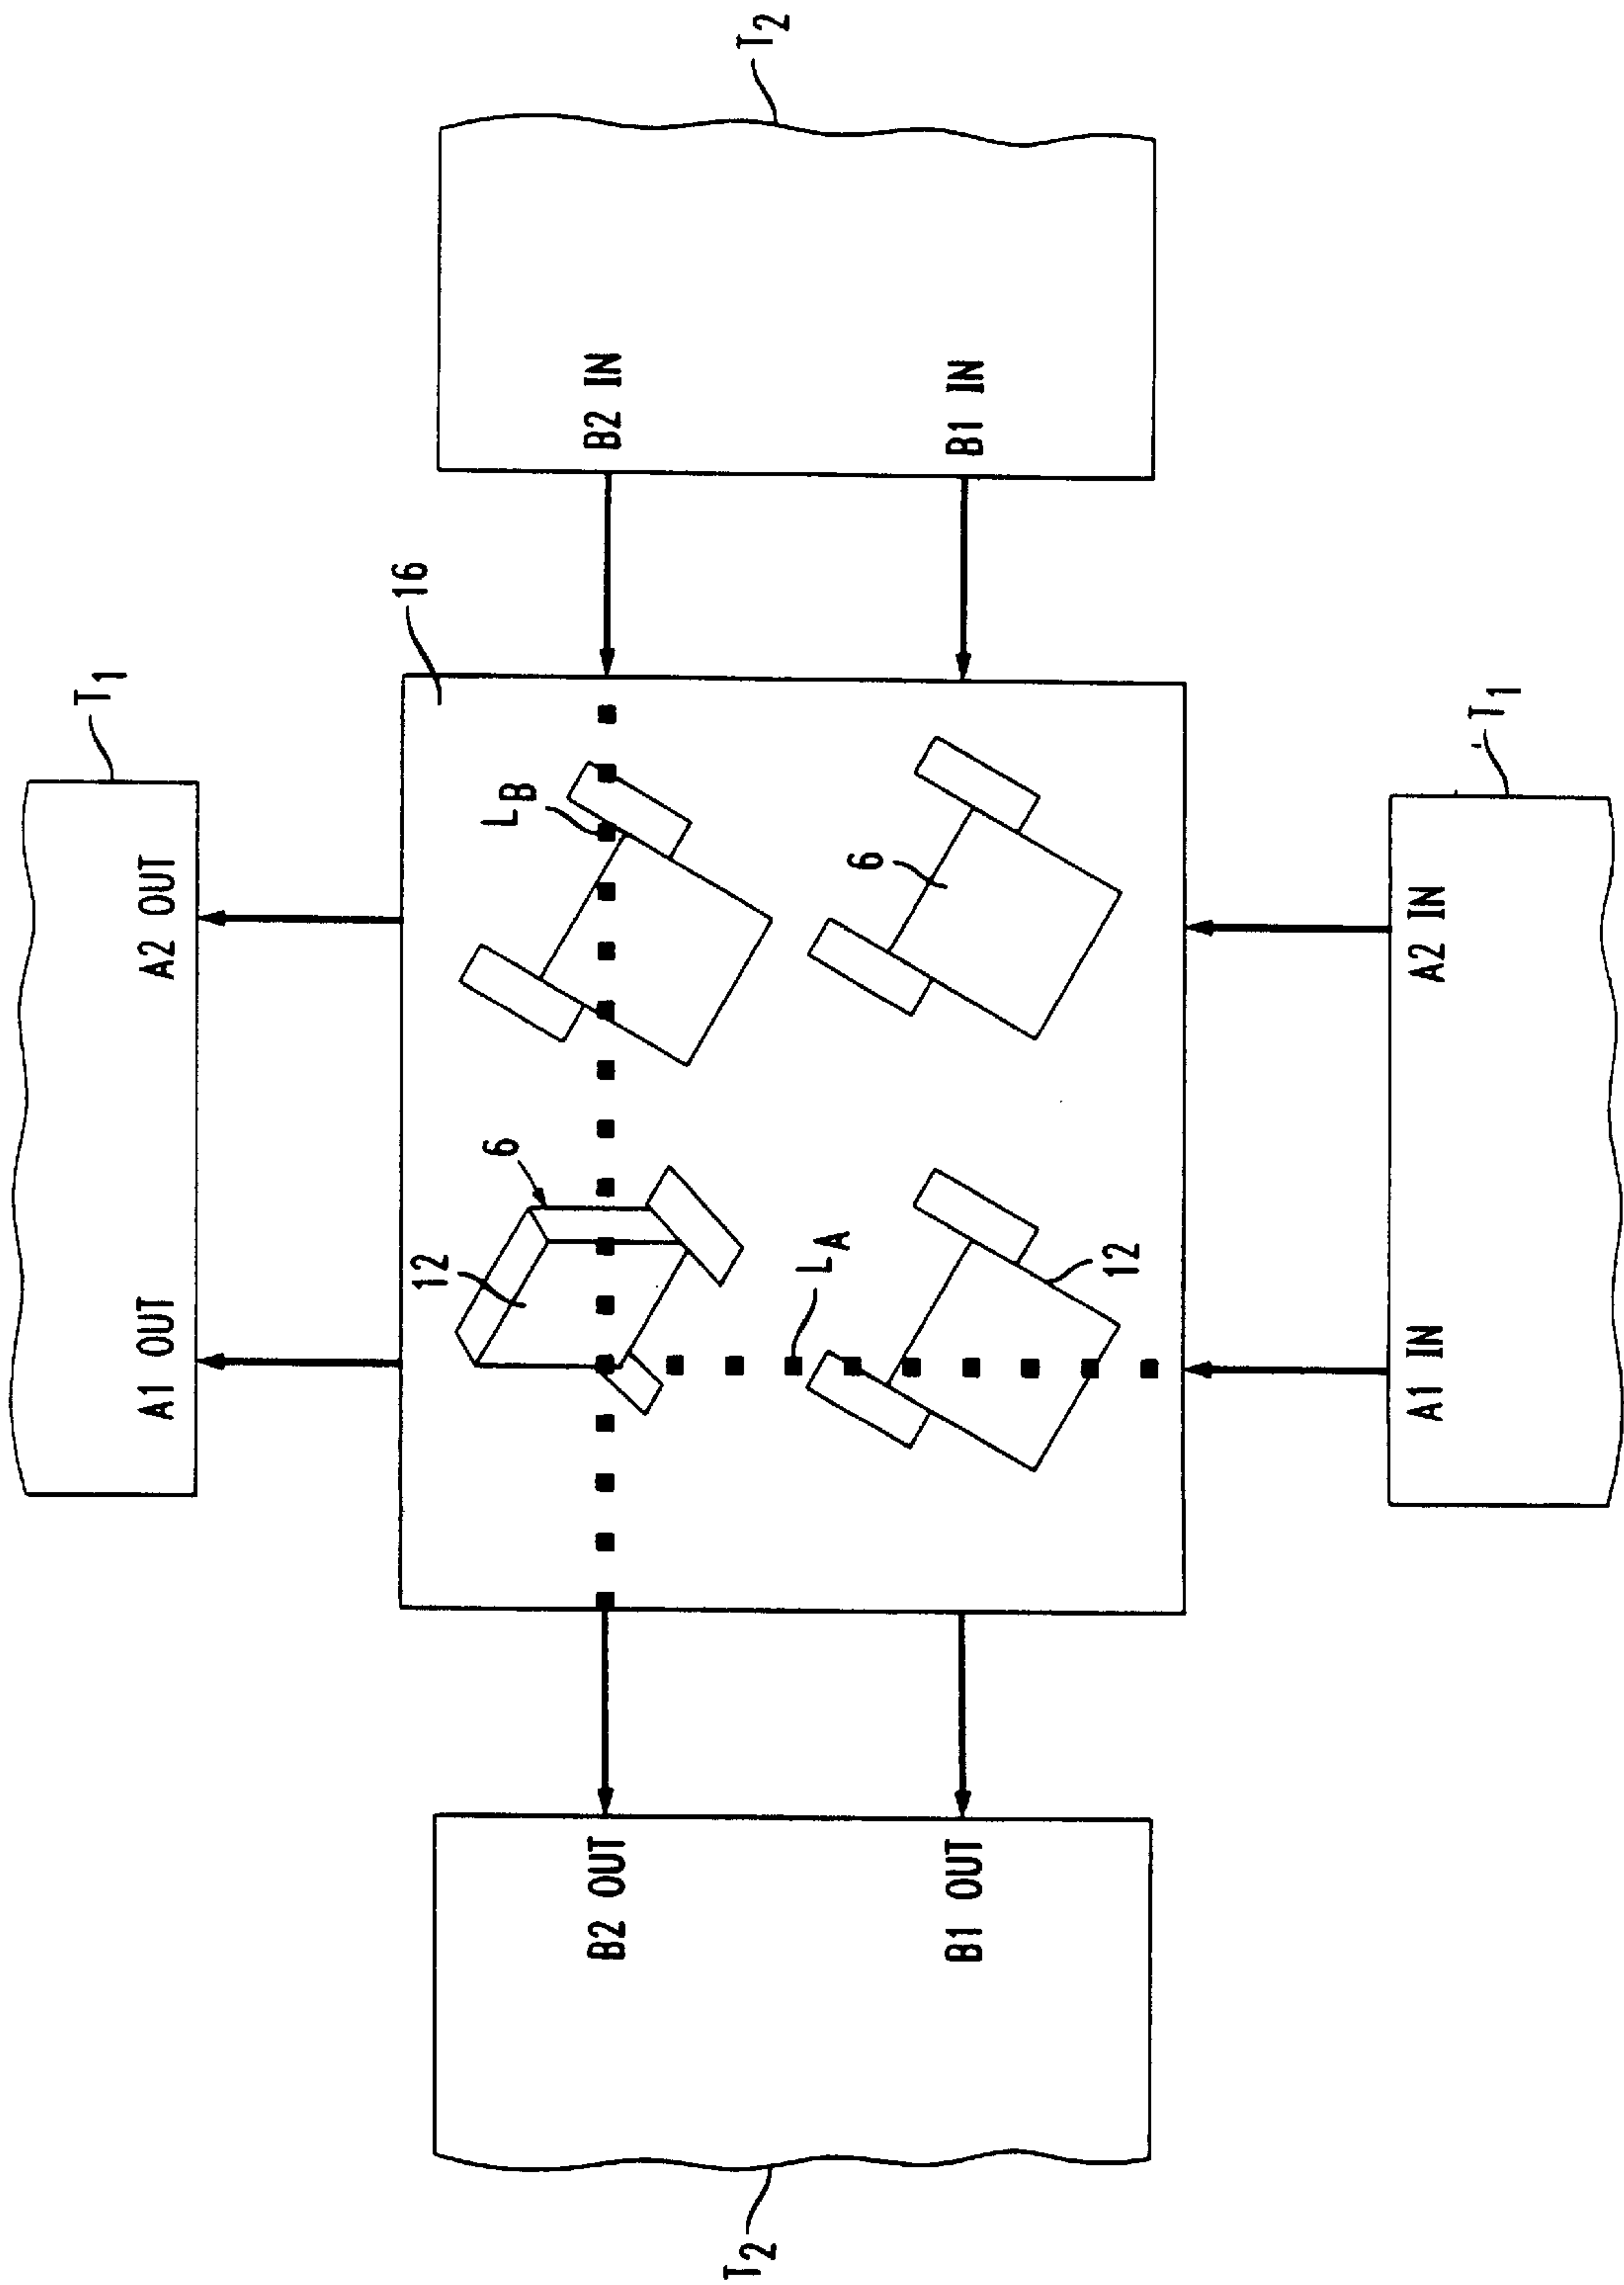 T2
B2 IN
B1 IN
16
T1
T1
A2 OUT
LB
6
A2 IN
6
12
LA
12
A1 OUT
A1 IN
B2 OUT
B1 OUT
T2